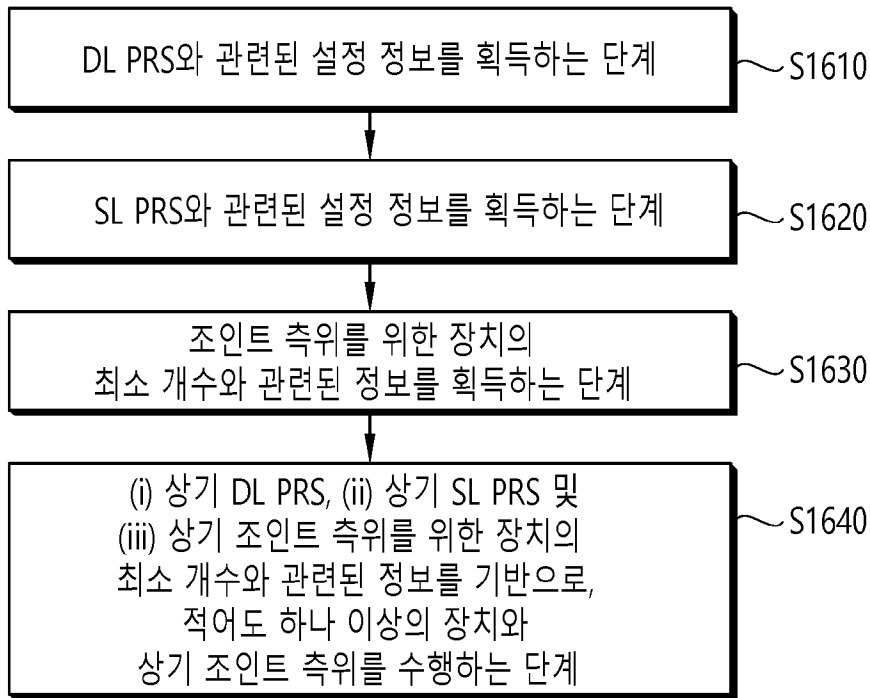 DL PRS와 관련된 설정 정보를 획득하는 단계
S1610
SL PRS와 관련된 설정 정보를 획득하는 단계
S1620
조인트 측위를 위한 장치의
최소 개수와 관련된 정보를 획득하는 단계
S1630
(i) 상기 DL PRS, (ii) 상기 SL PRS 및
(iii) 상기 조인트 측위를 위한 장치의
최소 개수와 관련된 정보를 기반으로,
적어도 하나 이상의 장치와
상기 조인트 측위를 수행하는 단계
S1640